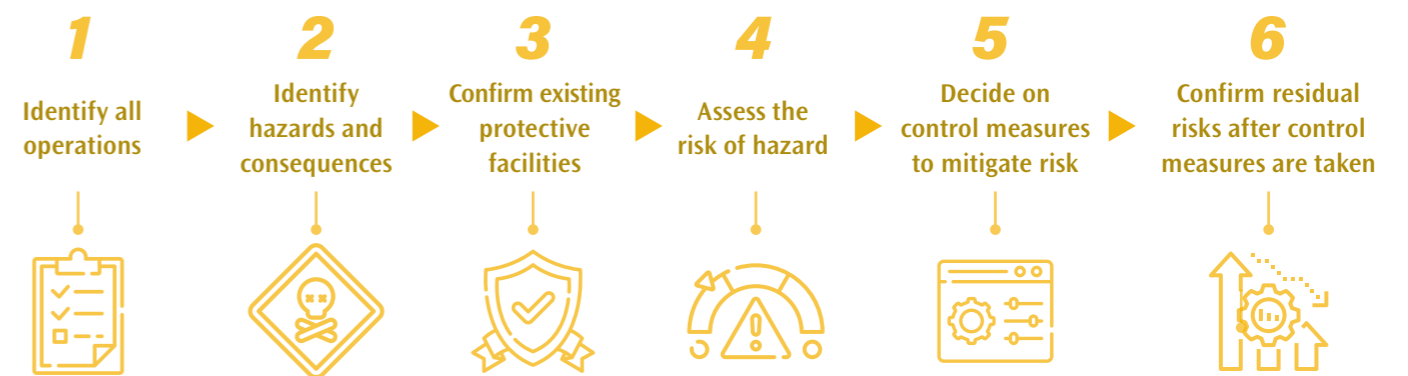 1
Identify all
operations
2
Identify
hazards and
consequences
3
Confirm existing
protective
facilities
4
Assess the
risk of hazard
5
Decide on
control measures
to mitigate risk
6
Confirm residual
risks after control
measures are taken